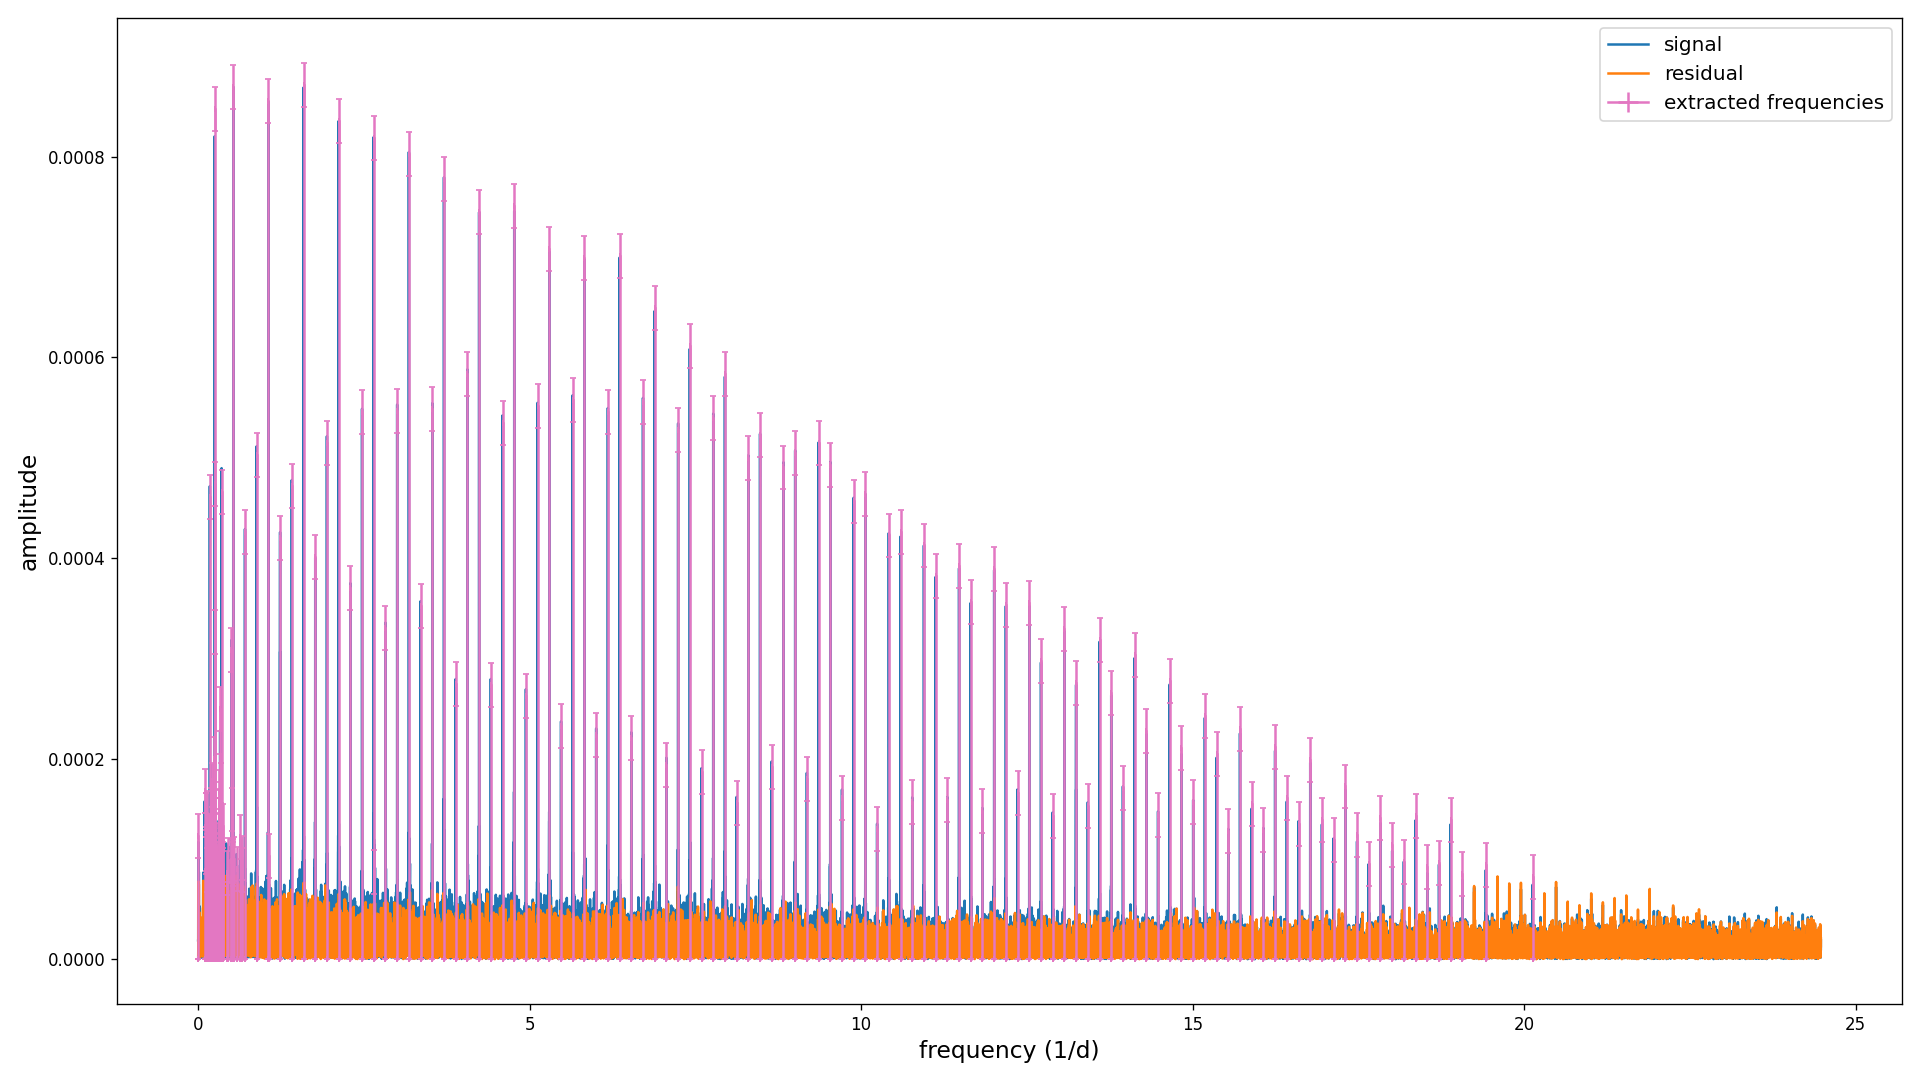 signal
residual
extracted frequencies
amplitude
0.0008
0.0006
0.0004
0.0002
0.0000
0
5
10
15
20
25
frequency (1/d)